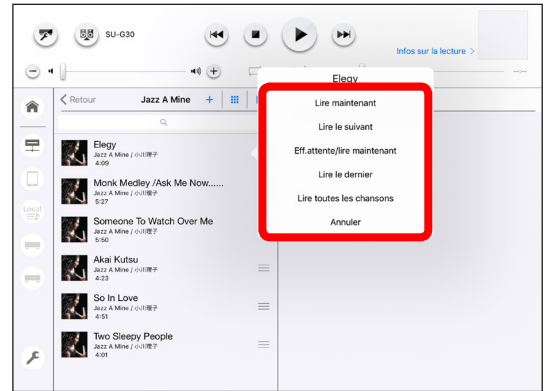 SU-G30
Infos sur la lecture >
Retour
Jazz A Mine
Elegy
Lire maintenant
Lire le suivant
Eff.attente/lire maintenant
Lire le dernier
Lire toutes les chansons
Annuler
Local
Elegy
Jazz A Mine / 小川理子
4:09
Monk Medley /Ask Me Now......
Jazz A Mine / 小川理子
5:27
Someone To Watch Over Me
Jazz A Mine / 小川理子
5:50
Akai Kutsu
Jazz A Mine / 小川理子
4:23
So In Love
Jazz A Mine / 小川理子
4:51
Two Sleepy People
Jazz A Mine / 小川理子
4:01